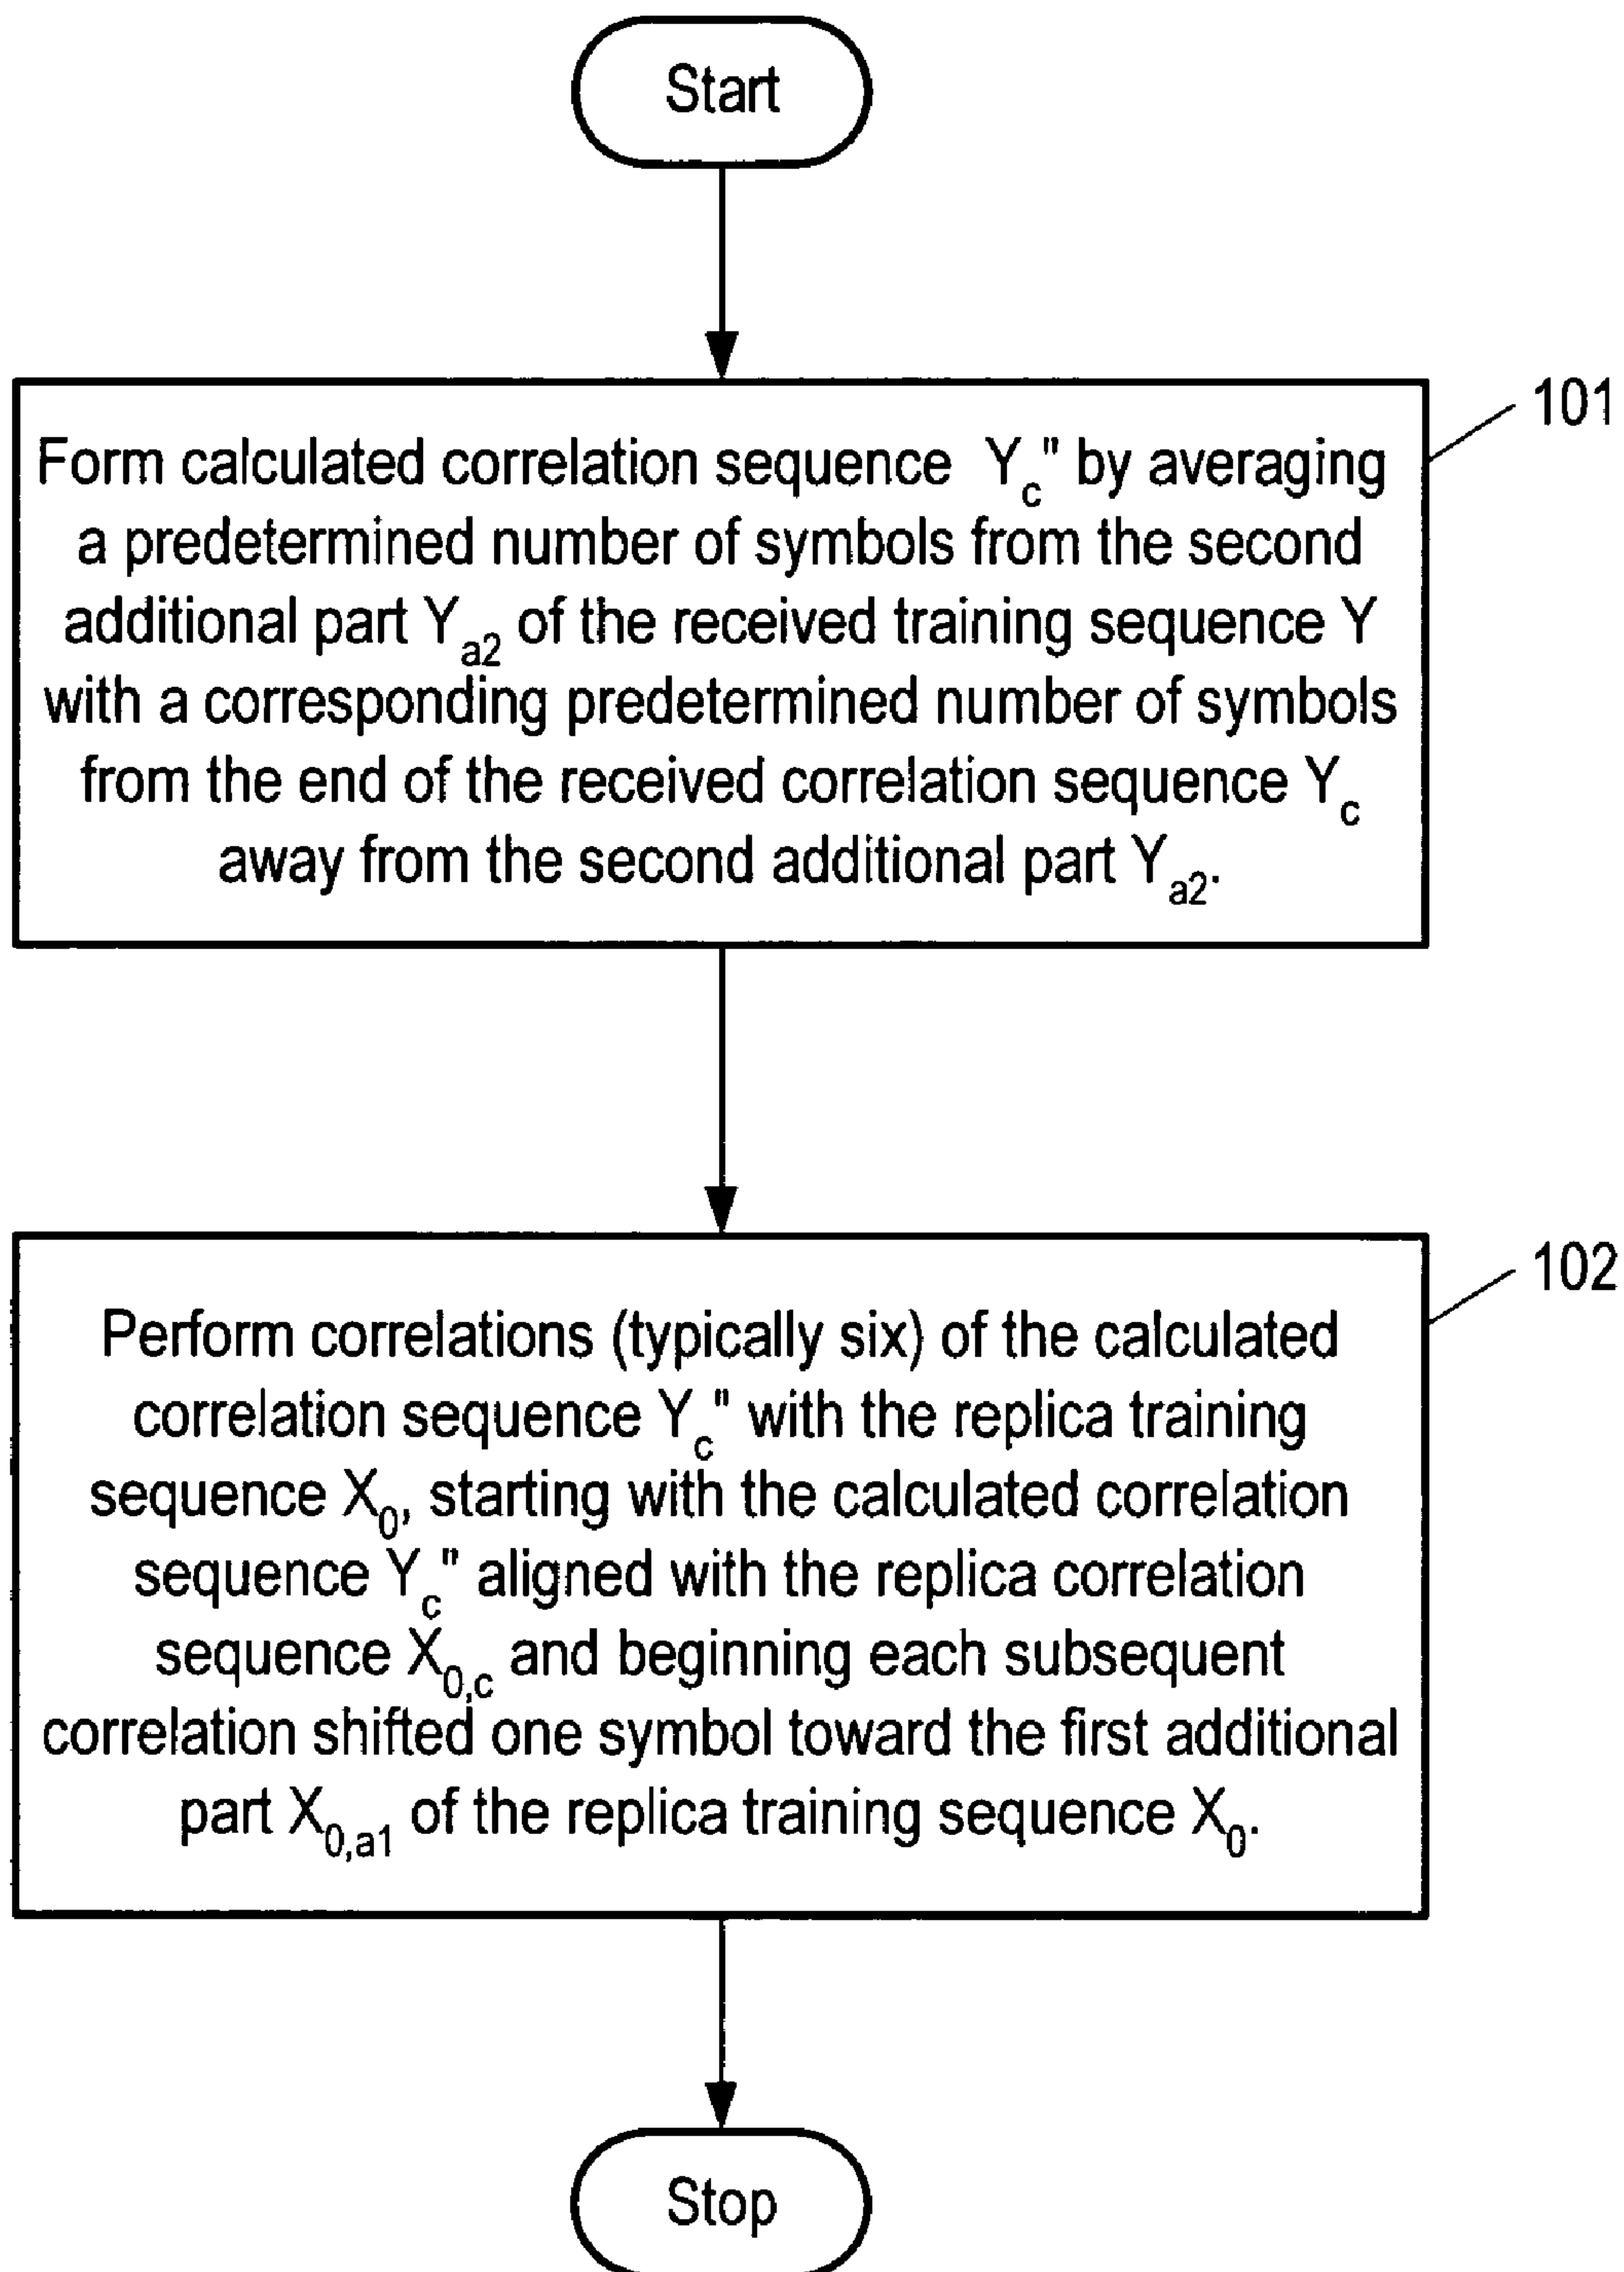 Start
101
Form calculated correlation sequence Yc" by averaging
a predetermined number of symbols from the second
additional part Ya2 of the received training sequence Y
with a corresponding predetermined number of symbols
from the end of the received correlation sequence Yc
away from the second additional part Ya2.
102
Perform correlations (typically six) of the calculated
correlation sequence Yc" with the replica training
sequence X0, starting with the calculated correlation
sequence Yc" aligned with the replica correlation
sequence X0,c and beginning each subsequent
correlation shifted one symbol toward the first additional
part X0,a1 of the replica training sequence X0.
Stop